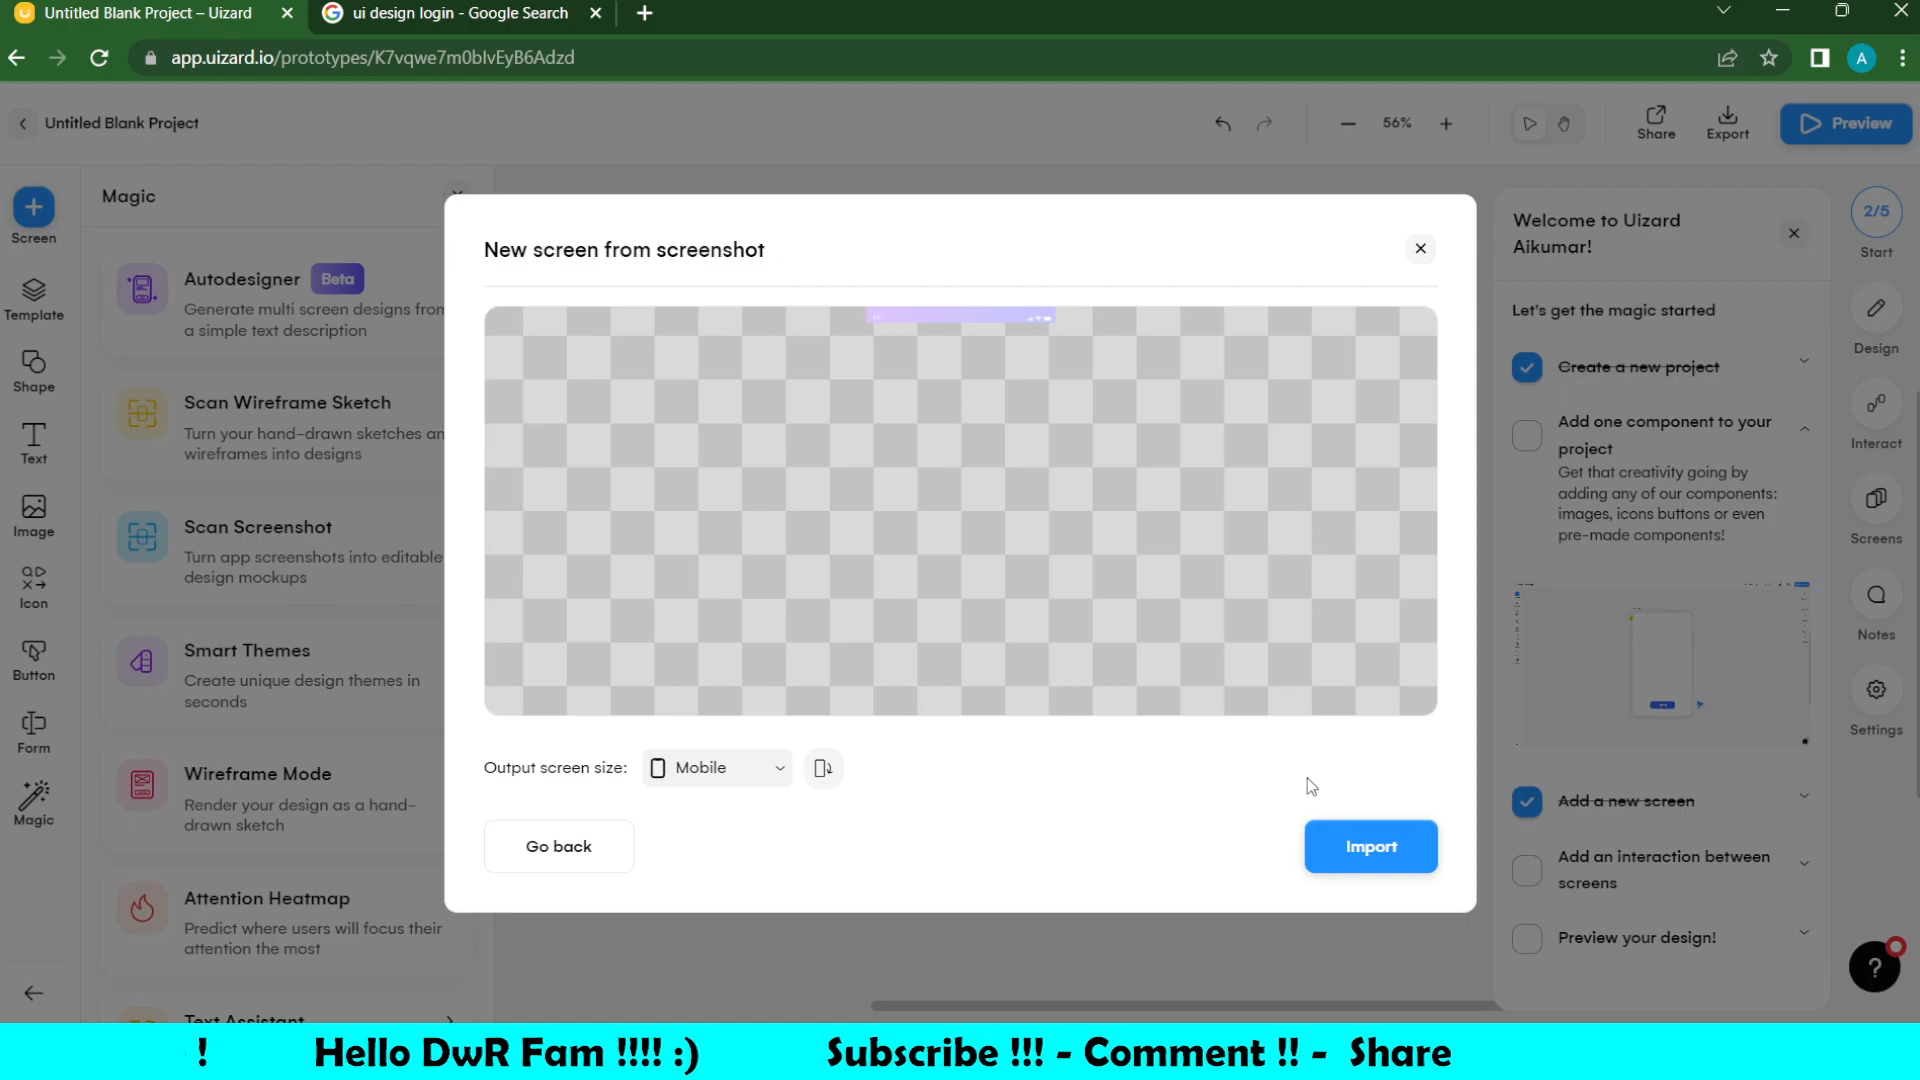 Untitled Blank Project – Uizard
ui design login - Google Search
app.uizard.io/prototypes/K7vqwe7m0blvEyB6Adzd
A
Untitled Blank Project
56%
Share
Export
Preview
Screen
Template
Shape
Text
Image
Icon
Button
Form
Magic
Magic
Autodesigner Beta
Generate multi screen designs from
a simple text description
Scan Wireframe Sketch
Turn your hand-drawn sketches an
wireframes into designs
Scan Screenshot
Turn app screenshots into editable
design mockups
Smart Themes
Create unique design themes in
seconds
Wireframe Mode
Render your design as a hand-
drawn sketch
Attention Heatmap
Predict where users will focus their
attention the most
Text Assistant
New screen from screenshot
Output screen size:
Mobile
Go back
Import
Welcome to Uizard
Aikumar!
Let's get the magic started
Create a new project
Add one component to your
project
Get that creativity going by
adding any of our components:
images, icons buttons or even
pre-made components!
Add a new screen
Add an interaction between
screens
Preview your design!
2/5
Start
Design
Interact
Screens
Notes
Settings
?
! Hello DwR Fam !!!! :) Subscribe !!! - Comment !! - Share